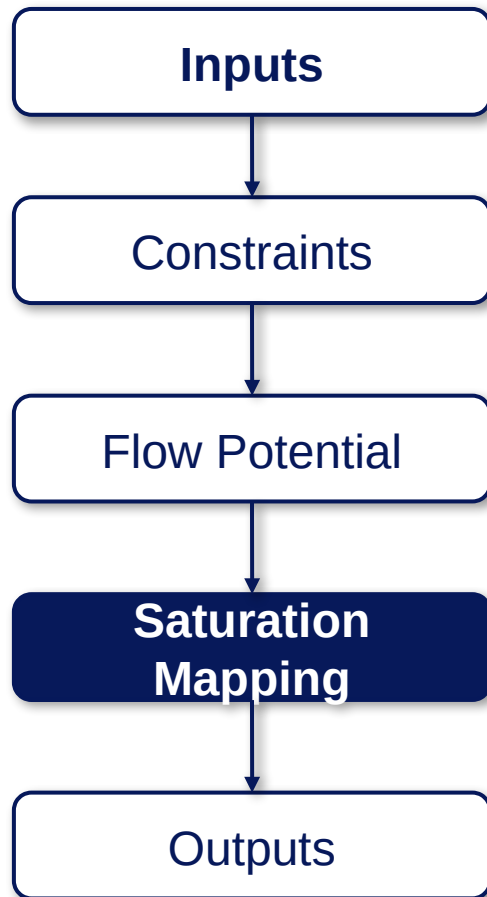 Inputs
Constraints
Flow Potential
Saturation
Mapping
Outputs